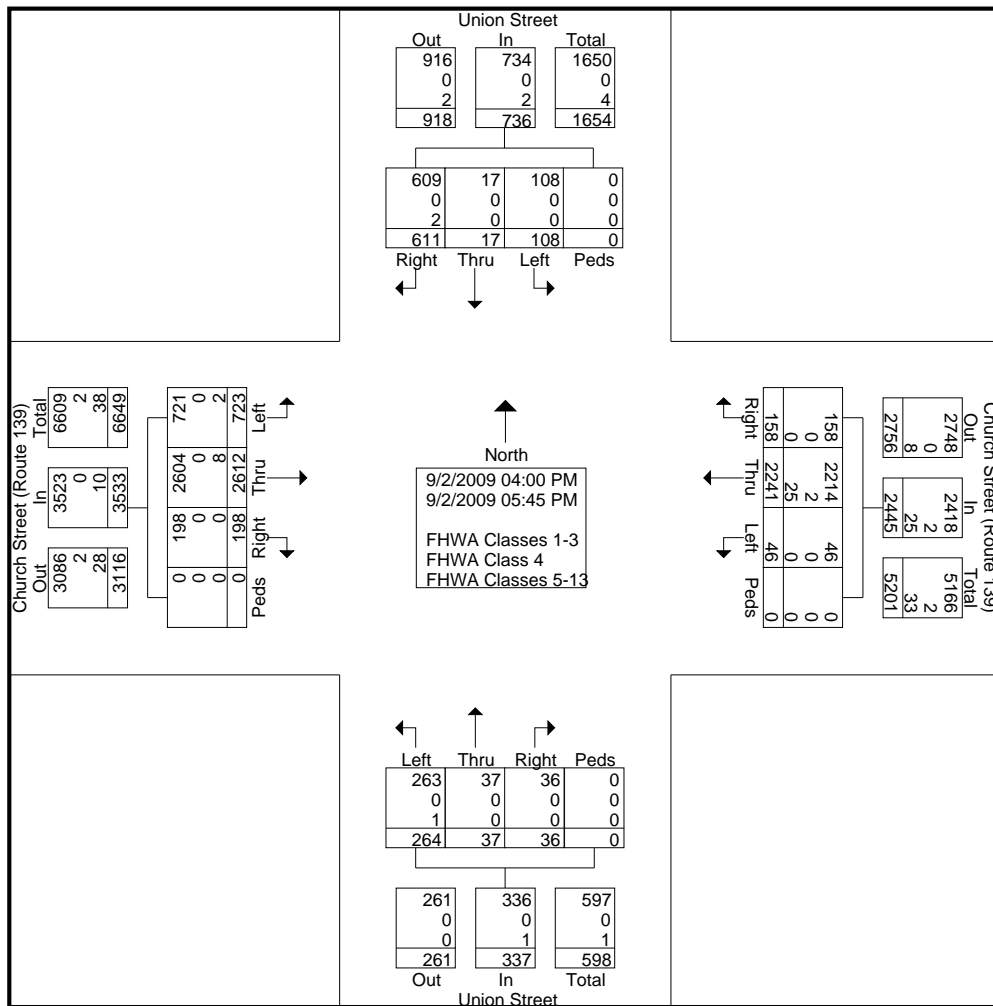 Union Street
Out In Total
916 734 1650
0 0 0
2 2 4
918 736 1654
609 17 108 0
0 0 0 0
2 0 0 0
611 17 108 0
Right Thru Left Peds
Church Street (Route 139)
Total In Out
6609 3523 3086
2 0 2
38 10 28
6649 3533 3116
721 2604 198 0
0 0 0 0
2 8 0 0
723 2612 198 0
Left Thru Right Peds
North
9/2/2009 04:00 PM
9/2/2009 05:45 PM
FHWA Classes 1-3
FHWA Class 4
FHWA Classes 5-13
Right Thru Left Peds
158 2214 46 0
0 2 0 0
0 25 0 0
158 2241 46 0
Church Street (Route 139)
Out In Total
2748 2418 5166
0 2 2
8 25 33
2756 2445 5201
Left Thru Right Peds
263 37 36 0
0 0 0 0
1 0 0 0
264 37 36 0
261 336 597
0 0 0
0 1 1
261 337 598
Out In Total
Union Street